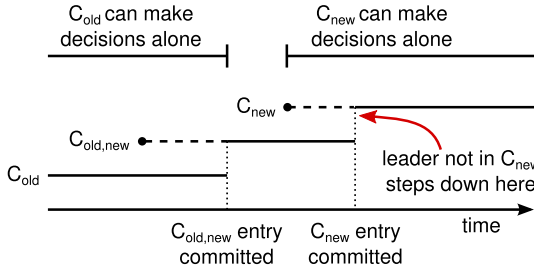 C_old can make
decisions alone
C_new can make
decisions alone
C_new
C_old,new
C_old
leader not in C_new
steps down here
time
C_old,new entry
committed
C_new entry
committed